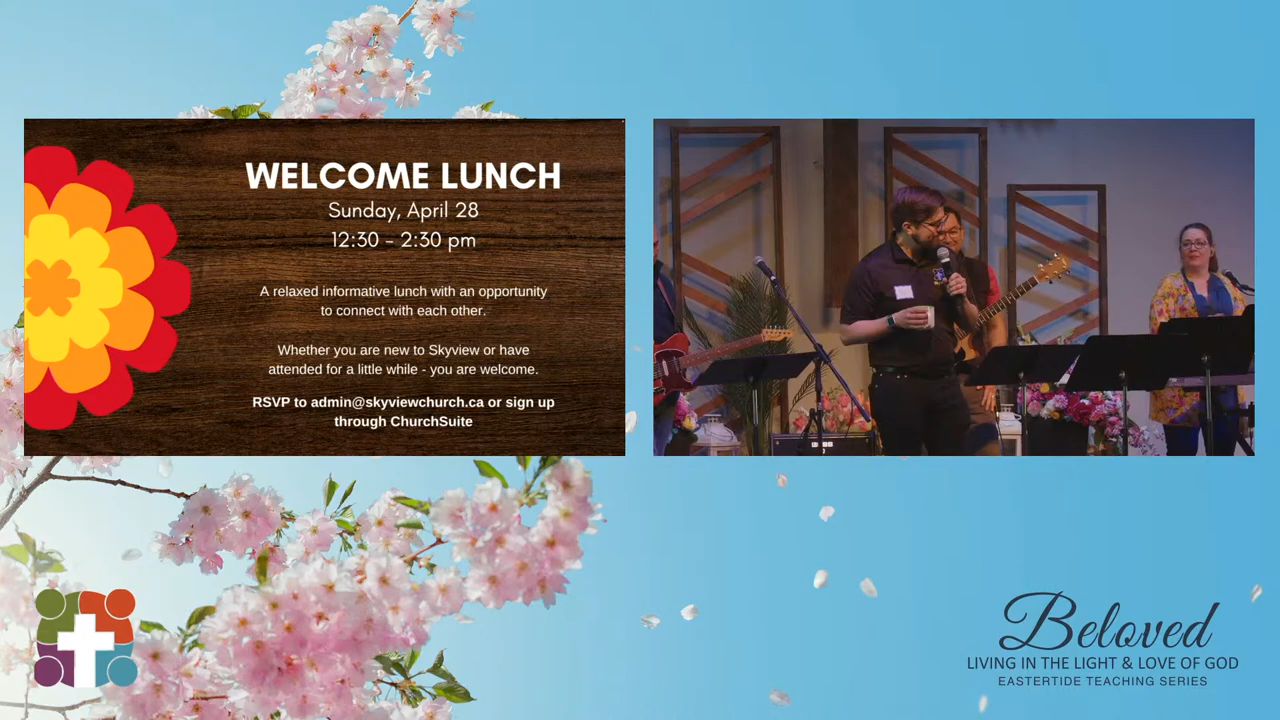 WELCOME LUNCH
Sunday, April 28
12:30 - 2:30 pm
A relaxed informative lunch with an opportunity
to connect with each other.
Whether you are new to Skyview or have
attended for a little while - you are welcome.
RSVP to admin@skyviewchurch.ca or sign up
through ChurchSuite
Beloved
LIVING IN THE LIGHT & LOVE OF GOD
EASTERTIDE TEACHING SERIES